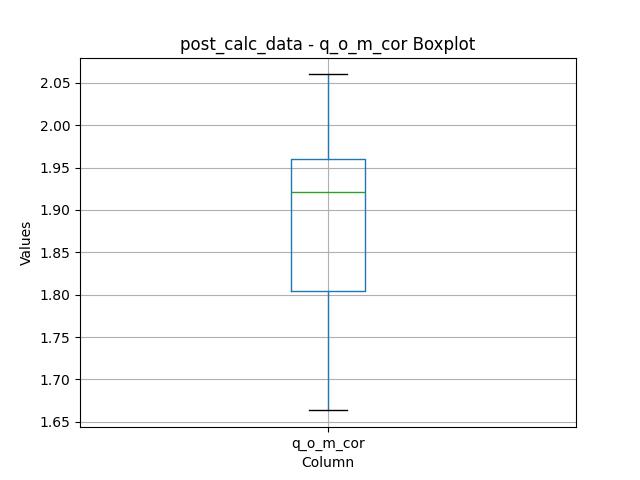 post_calc_data - q_o_m_cor Boxplot
2.05
2.00
1.95
1.90
1.85
1.80
1.75
1.70
1.65
Values
q_o_m_cor
Column